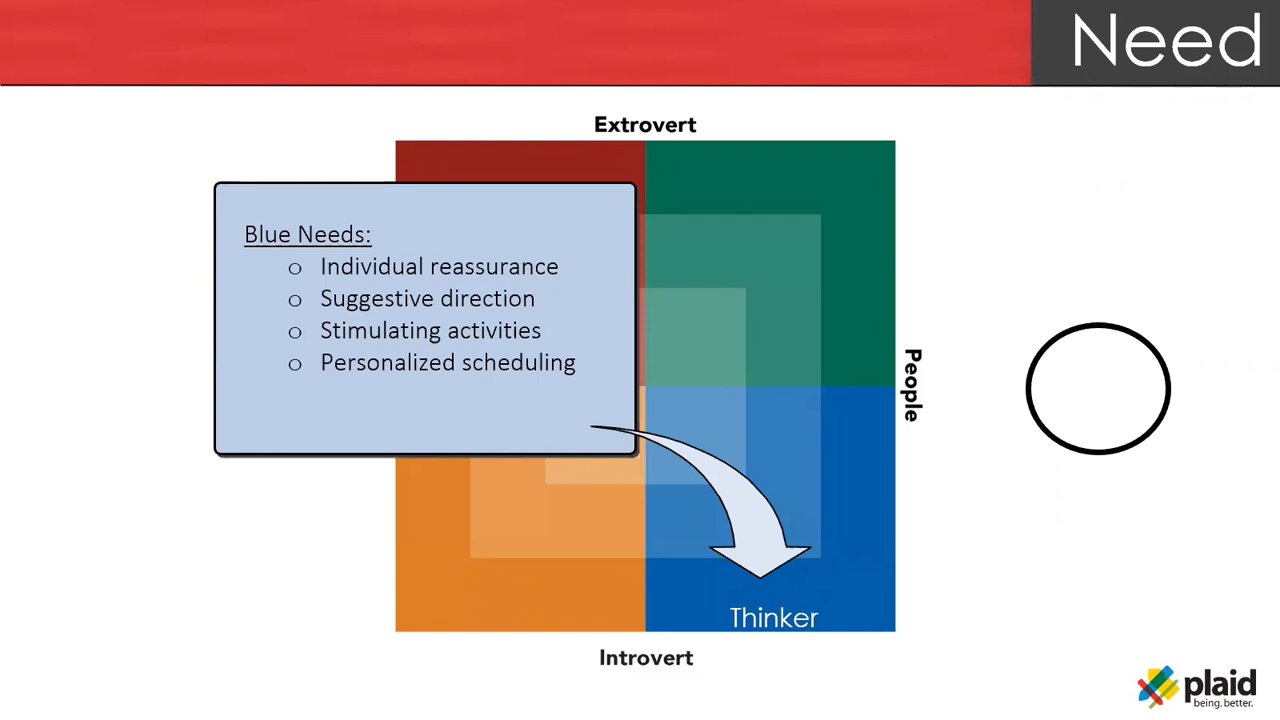 Need
Extrovert
Blue Needs:
o Individual reassurance
o Suggestive direction
o Stimulating activities
o Personalized scheduling
People
Thinker
Introvert
plaid
being. better.